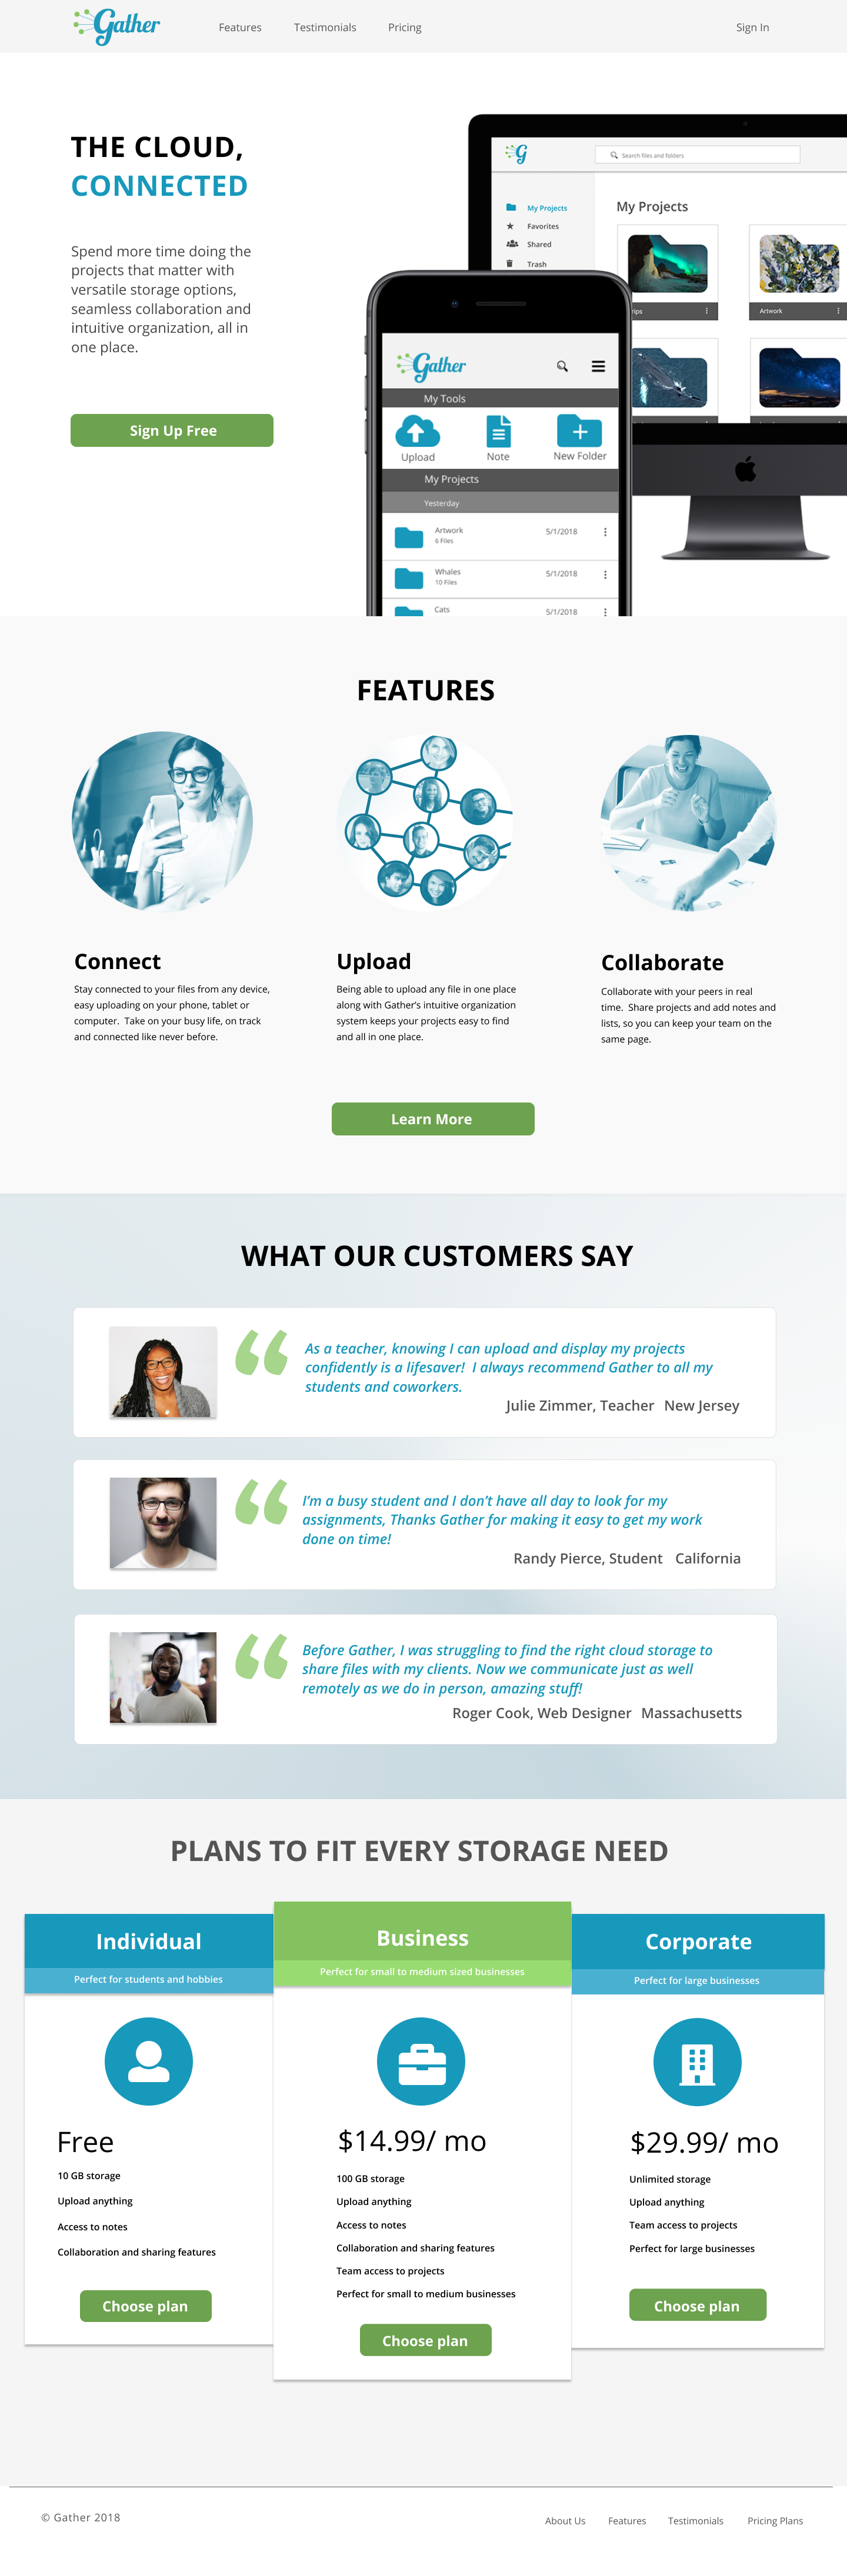 Gather
Features Testimonials Pricing Sign In
THE CLOUD,
CONNECTED
Spend more time doing the
projects that matter with
versatile storage options,
seamless collaboration and
intuitive organization, all in
one place.
Sign Up Free
G
Search files and folders
My Projects
Favorites
Shared
Trash
My Projects
rips
Artwork
Gather
My Tools
Upload Note New Folder
My Projects
Yesterday
Artwork 5/1/2018
6 Files
Whales 5/1/2018
10 Files
Cats 5/1/2018
FEATURES
Connect
Stay connected to your files from any device,
easy uploading on your phone, tablet or
computer.  Take on your busy life, on track
and connected like never before.
Upload
Being able to upload any file in one place
along with Gather's intuitive organization
system keeps your projects easy to find
and all in one place.
Collaborate
Collaborate with your peers in real
time.  Share projects and add notes and
lists, so you can keep your team on the
same page.
Learn More
WHAT OUR CUSTOMERS SAY
As a teacher, knowing I can upload and display my projects
confidently is a lifesaver!  I always recommend Gather to all my
students and coworkers.
Julie Zimmer, Teacher  New Jersey
I'm a busy student and I don't have all day to look for my
assignments, Thanks Gather for making it easy to get my work
done on time!
Randy Pierce, Student  California
Before Gather, I was struggling to find the right cloud storage to
share files with my clients. Now we communicate just as well
remotely as we do in person, amazing stuff!
Roger Cook, Web Designer  Massachusetts
PLANS TO FIT EVERY STORAGE NEED
Individual
Perfect for students and hobbies
Free
10 GB storage
Upload anything
Access to notes
Collaboration and sharing features
Choose plan
Business
Perfect for small to medium sized businesses
$14.99/ mo
100 GB storage
Upload anything
Access to notes
Collaboration and sharing features
Team access to projects
Perfect for small to medium businesses
Choose plan
Corporate
Perfect for large businesses
$29.99/ mo
Unlimited storage
Upload anything
Team access to projects
Perfect for large businesses
Choose plan
© Gather 2018
About Us Features Testimonials Pricing Plans